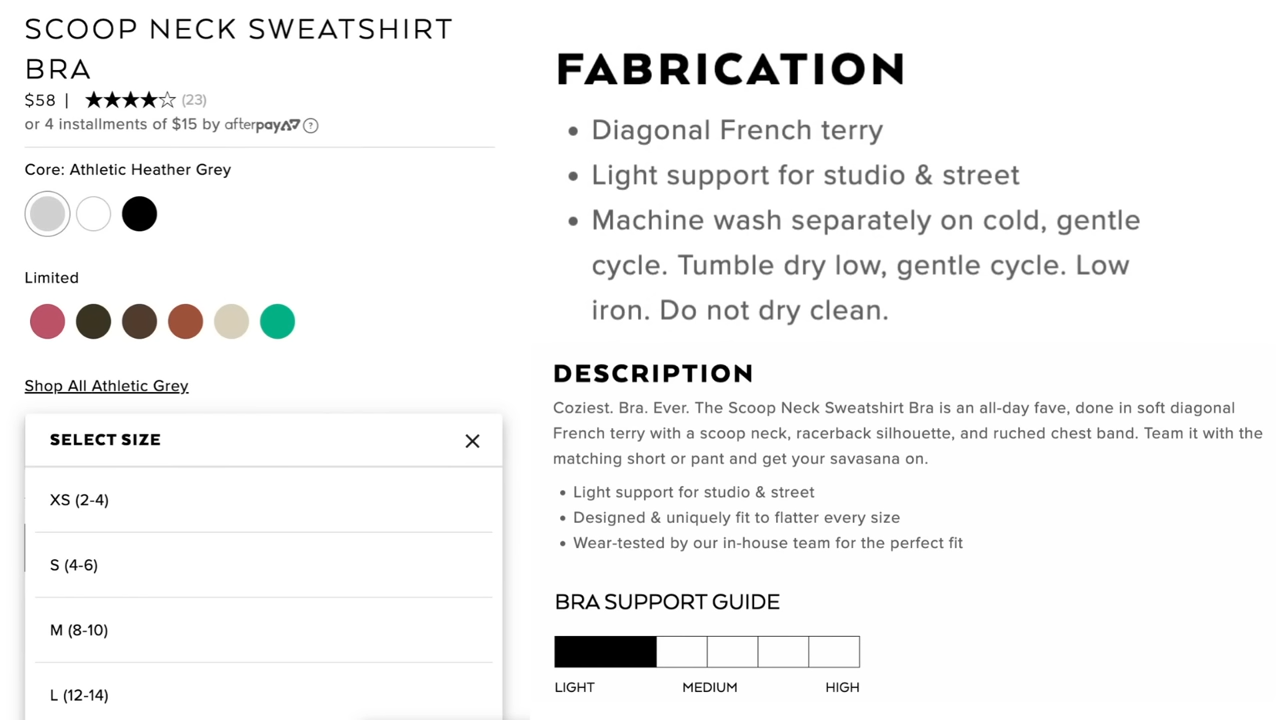 SCOOP NECK SWEATSHIRT
BRA
$58 | ★★★★☆ (23)
or 4 installments of $15 by afterpay ?
Core: Athletic Heather Grey
Limited
Shop All Athletic Grey
SELECT SIZE ✕
XS (2-4)
S (4-6)
M (8-10)
L (12-14)
FABRICATION
• Diagonal French terry
• Light support for studio & street
• Machine wash separately on cold, gentle
cycle. Tumble dry low, gentle cycle. Low
iron. Do not dry clean.
DESCRIPTION
Coziest. Bra. Ever. The Scoop Neck Sweatshirt Bra is an all-day fave, done in soft diagonal
French terry with a scoop neck, racerback silhouette, and ruched chest band. Team it with the
matching short or pant and get your savasana on.
• Light support for studio & street
• Designed & uniquely fit to flatter every size
• Wear-tested by our in-house team for the perfect fit
BRA SUPPORT GUIDE
LIGHT MEDIUM HIGH